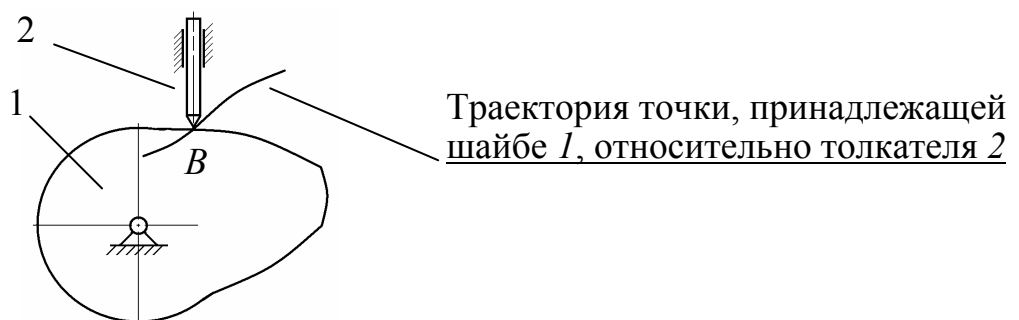 2
1
B
Траектория точки, принадлежащей
шайбе 1, относительно толкателя 2